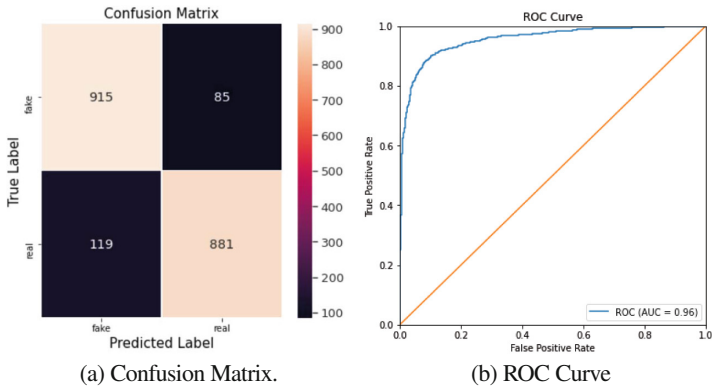 Confusion Matrix
True Label
fake
real
915
85
119
881
fake
real
Predicted Label
900
800
700
600
500
400
300
200
100
(a) Confusion Matrix.
ROC Curve
True Positive Rate
1.0
0.8
0.6
0.4
0.2
0.0
0.0
0.2
0.4
0.6
0.8
1.0
False Positive Rate
ROC (AUC = 0.96)
(b) ROC Curve